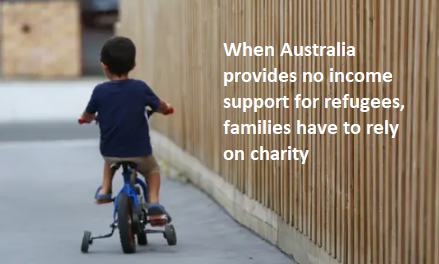 When Australia
provides no income
support for refugees,
families have to rely
on charity